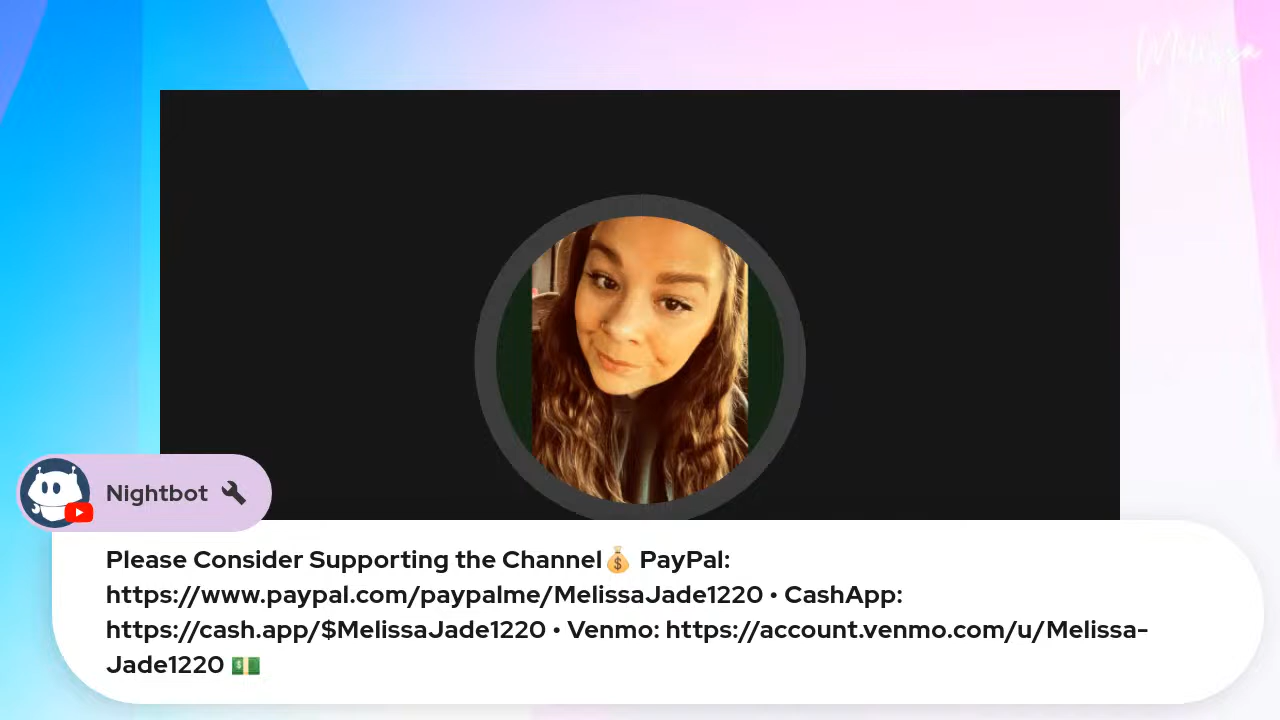 Melissa
Nightbot
Please Consider Supporting the Channel💰 PayPal:
https://www.paypal.com/paypalme/MelissaJade1220 • CashApp:
https://cash.app/$MelissaJade1220 • Venmo: https://account.venmo.com/u/Melissa-
Jade1220 💵